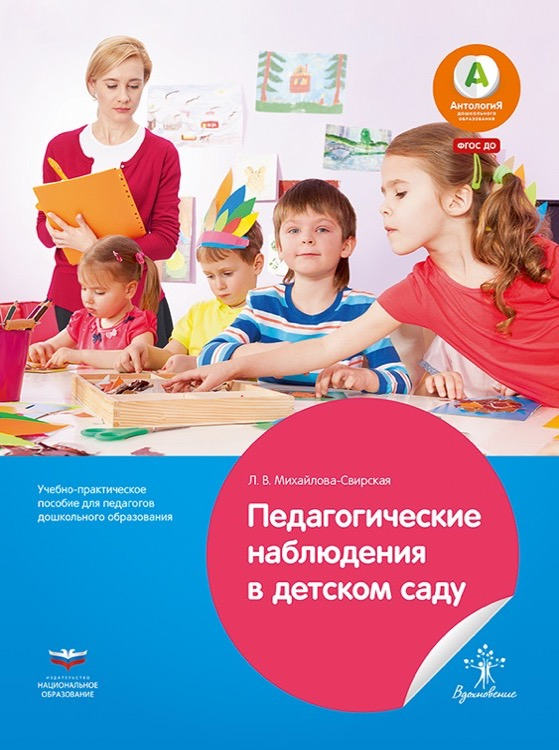 АнтологиЯ
ДОШКОЛЬНОГО
ОБРАЗОВАНИЯ
ФГОС ДО
Л. В. Михайлова-Свирская
Педагогические
наблюдения
в детском саду
Учебно-практическое
пособие для педагогов
дошкольного образования
ИЗДАТЕЛЬСТВО
НАЦИОНАЛЬНОЕ
ОБРАЗОВАНИЕ
Вдохновение